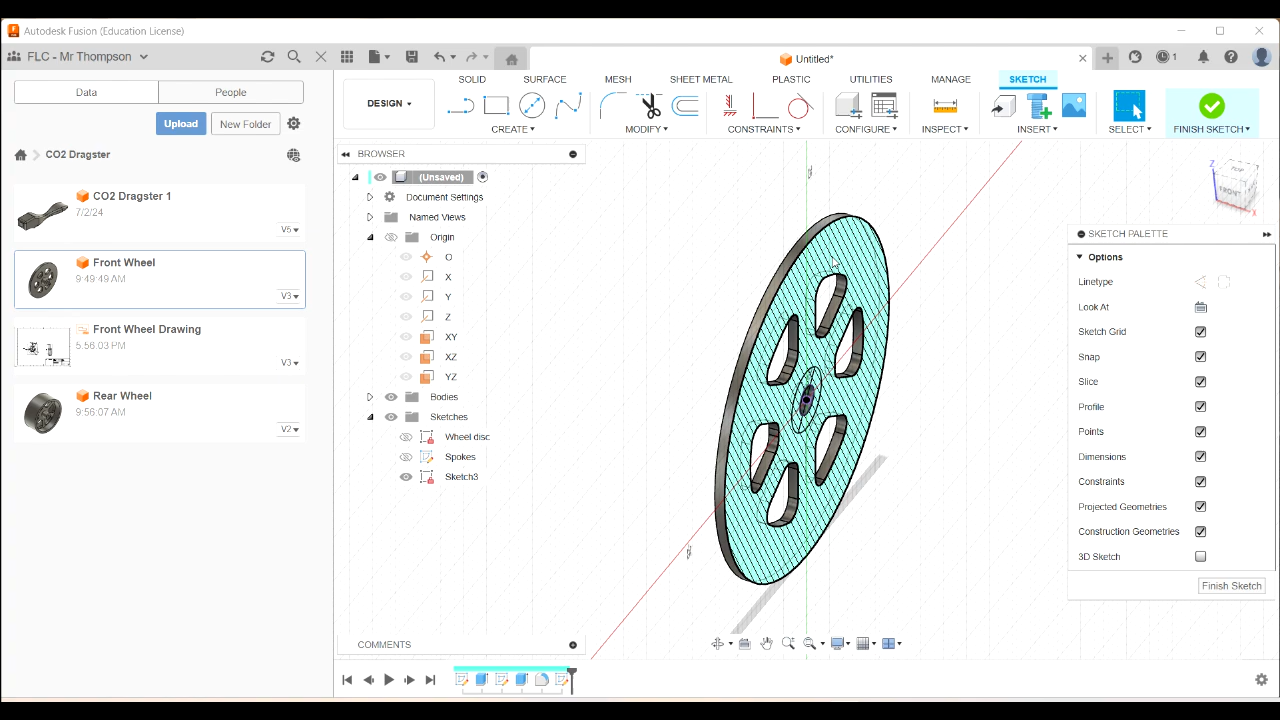 Autodesk Fusion (Education License)
FLC - Mr Thompson
Untitled*
1
Data
People
Upload
New Folder
CO2 Dragster
CO2 Dragster 1
7/2/24
V5
Front Wheel
9:49:49 AM
V3
Front Wheel Drawing
5:56:03 PM
V3
Rear Wheel
9:56:07 AM
V2
SOLID
SURFACE
MESH
SHEET METAL
PLASTIC
UTILITIES
MANAGE
SKETCH
DESIGN
CREATE
MODIFY
CONSTRAINTS
CONFIGURE
INSPECT
INSERT
SELECT
FINISH SKETCH
BROWSER
(Unsaved)
Document Settings
Named Views
Origin
O
X
Y
Z
XY
XZ
YZ
Bodies
Sketches
Wheel disc
Spokes
Sketch3
Z
TOP
FRONT
X
SKETCH PALETTE
Options
Linetype
Look At
Sketch Grid
Snap
Slice
Profile
Points
Dimensions
Constraints
Projected Geometries
Construction Geometries
3D Sketch
Finish Sketch
COMMENTS